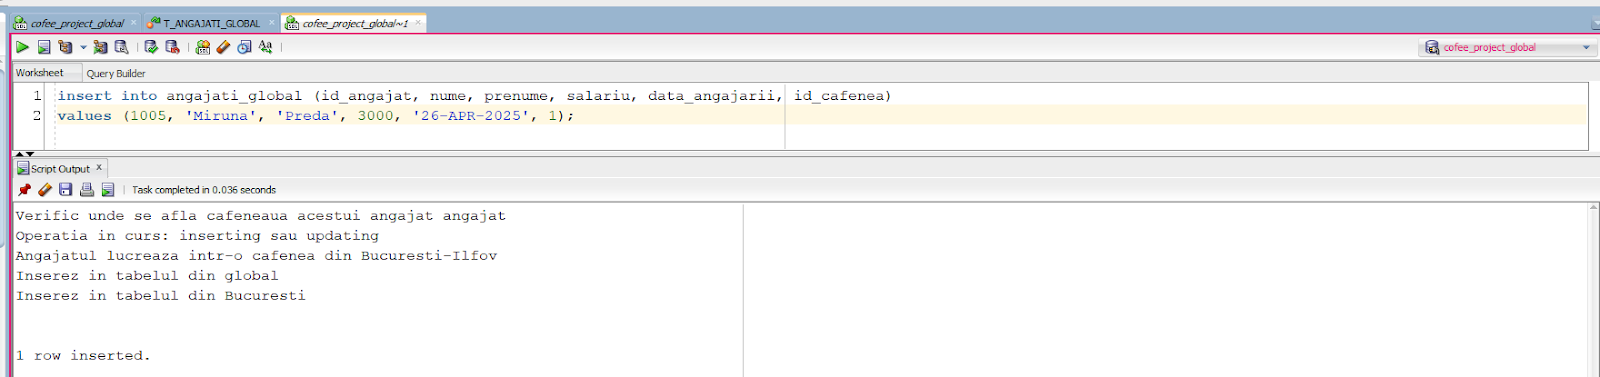 cofee_project_global
T_ANGAJATI_GLOBAL
cofee_project_global~1
cofee_project_global
Worksheet
Query Builder
1 insert into angajati_global (id_angajat, nume, prenume, salariu, data_angajarii, id_cafenea)
2 values (1005, 'Miruna', 'Preda', 3000, '26-APR-2025', 1);
Script Output x
Task completed in 0.036 seconds
Verific unde se afla cafeneaua acestui angajat angajat
Operatia in curs: inserting sau updating
Angajatul lucreaza intr-o cafenea din Bucuresti-Ilfov
Inserez in tabelul din global
Inserez in tabelul din Bucuresti
1 row inserted.